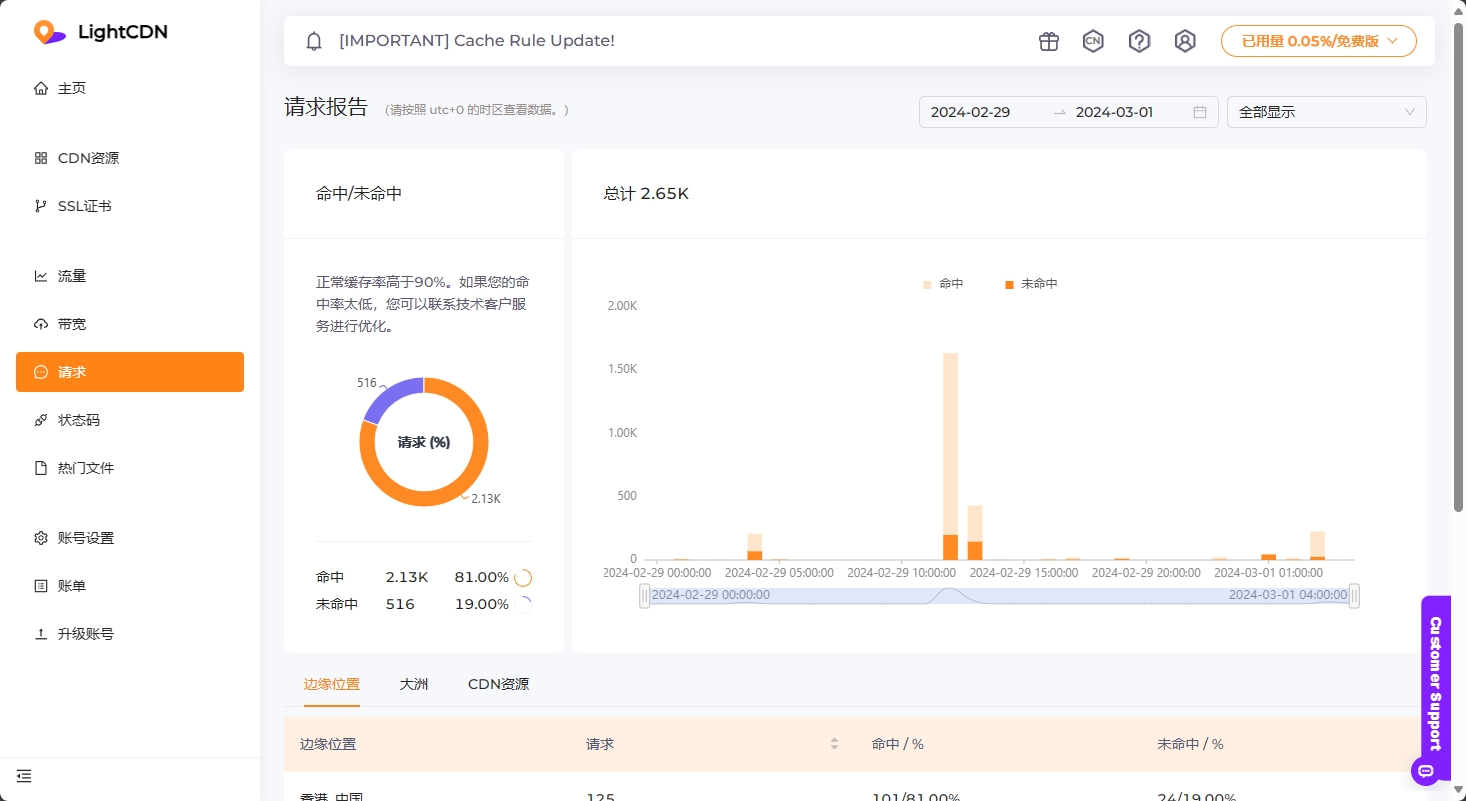 LightCDN
主页
CDN资源
SSL证书
流量
带宽
请求
状态码
热门文件
账号设置
账单
升级账号
[IMPORTANT] Cache Rule Update!
CN
已用量 0.05%/免费版
请求报告 (请按照 utc+0 的时区查看数据。)
2024-02-29 → 2024-03-01
全部显示
命中/未命中
正常缓存率高于90%。如果您的命
中率太低，您可以联系技术客户服
务进行优化。
516
请求 (%)
2.13K
命中 2.13K 81.00%
未命中 516 19.00%
总计 2.65K
命中 未命中
2.00K
1.50K
1.00K
500
0
2024-02-29 00:00:00 2024-02-29 05:00:00 2024-02-29 10:00:00 2024-02-29 15:00:00 2024-02-29 20:00:00 2024-03-01 01:00:00
2024-02-29 00:00:00 2024-03-01 04:00:00
边缘位置 大洲 CDN资源
边缘位置 请求 命中 / % 未命中 / %
香港, 中国 125 101/81.00% 24/19.00%
Customer Support